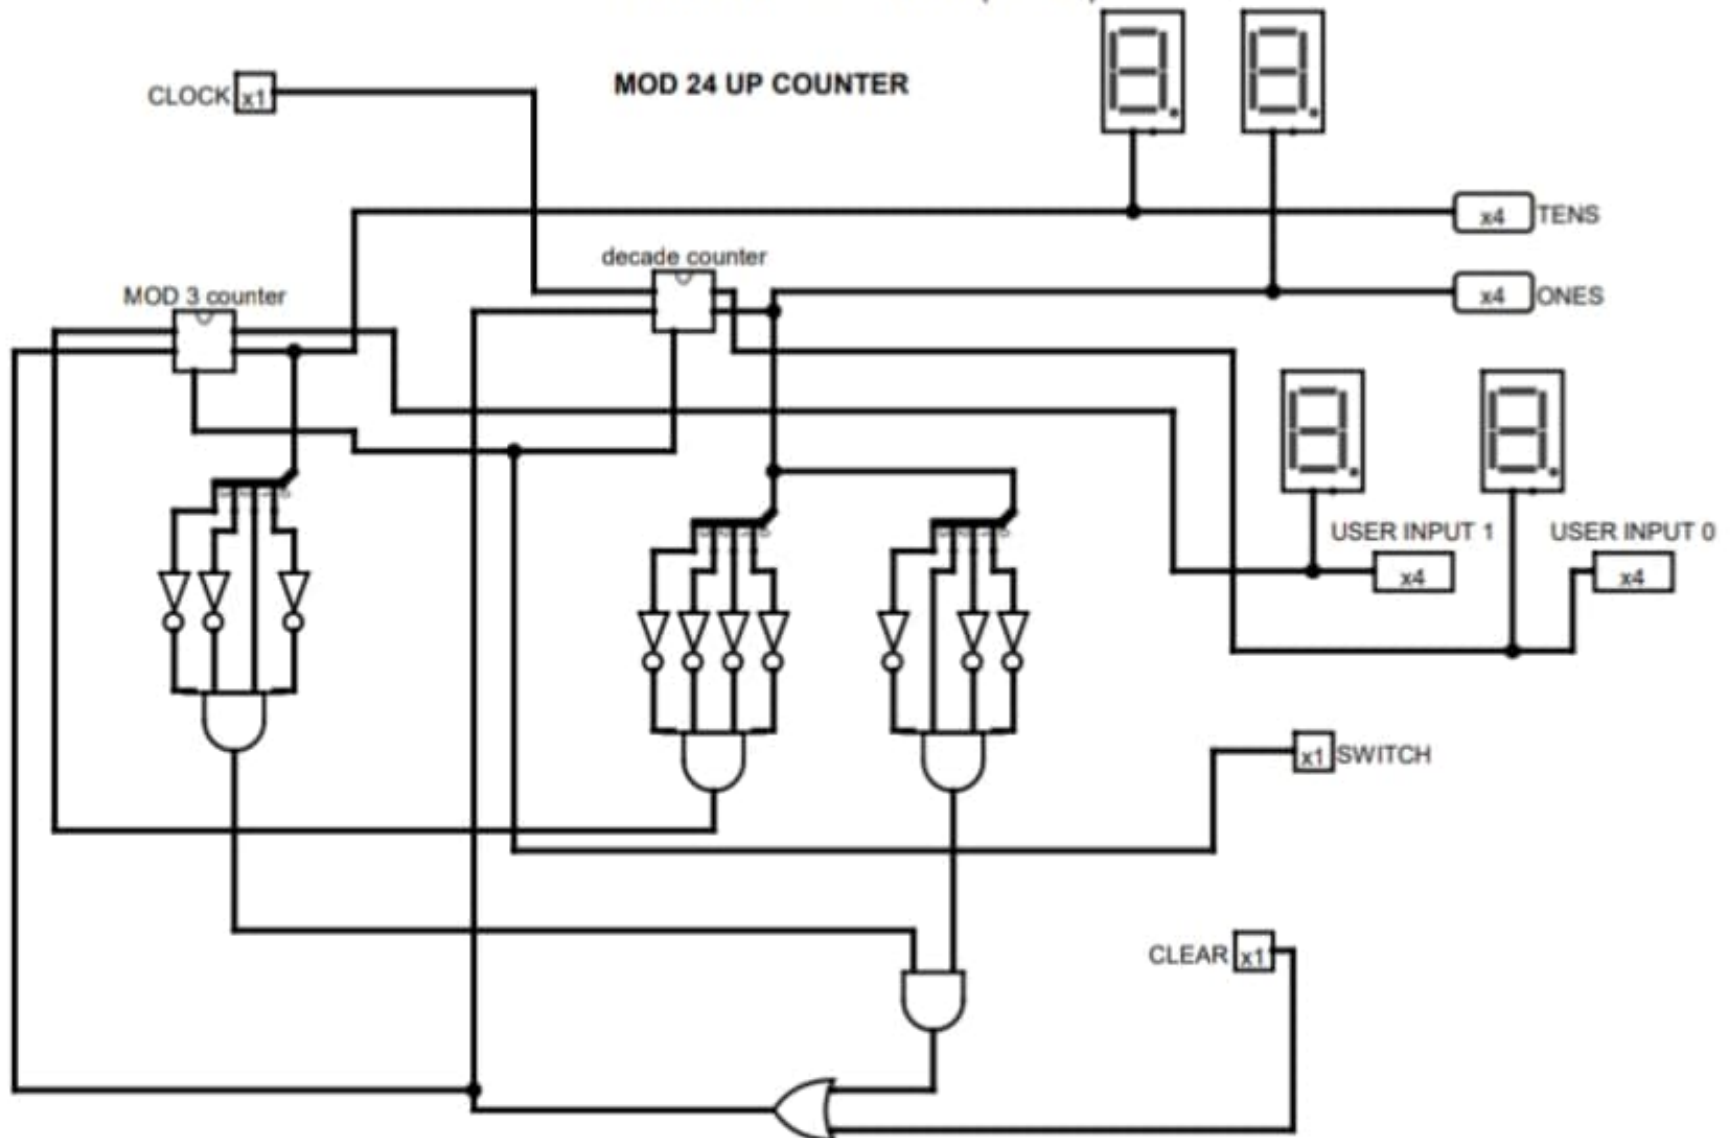 MOD 24 UP COUNTER
CLOCK x1
x4 TENS
decade counter
x4 ONES
MOD 3 counter
USER INPUT 1
USER INPUT 0
x4
x4
x1 SWITCH
CLEAR x1